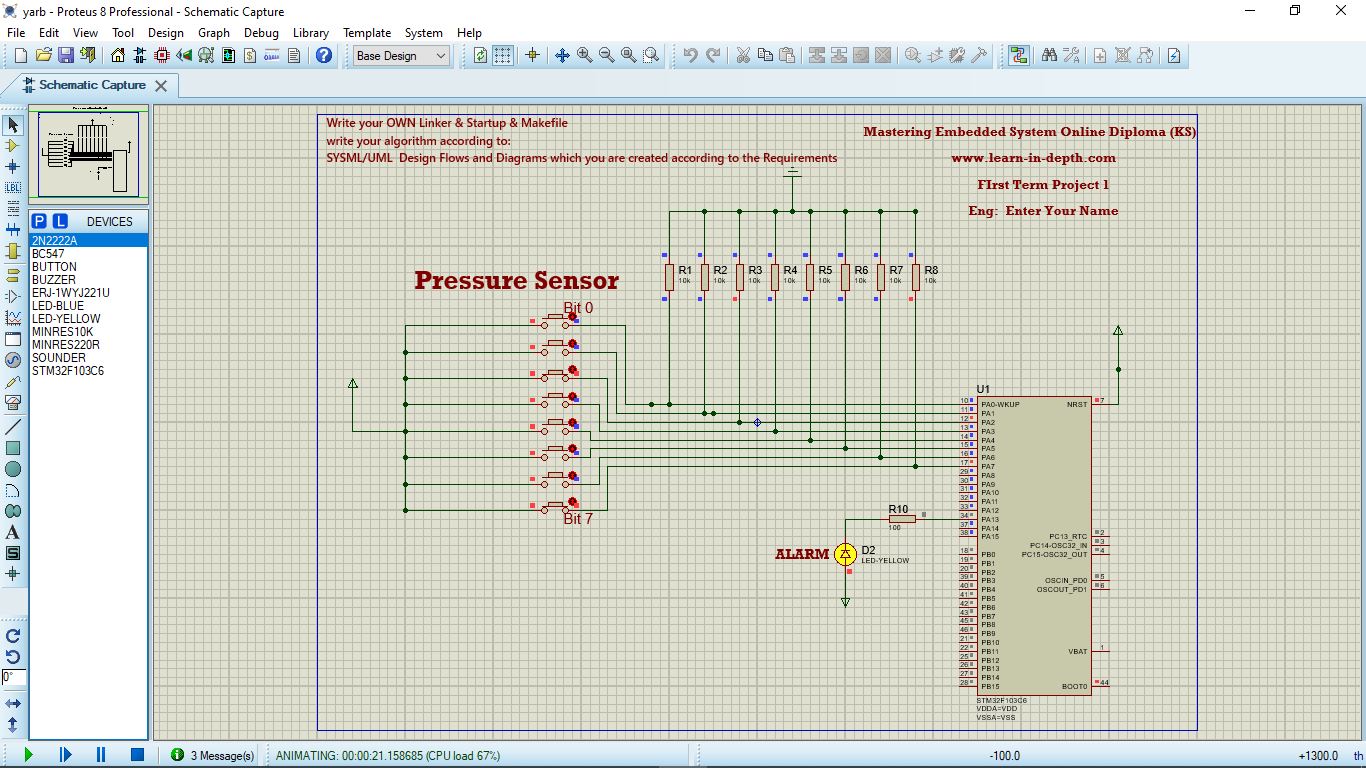 yarb - Proteus 8 Professional - Schematic Capture
File Edit View Tool Design Graph Debug Library Template System Help
Base Design
Schematic Capture
Write your OWN Linker & Startup & Makefile
write your algorithm according to:
SYSML/UML Design Flows and Diagrams which you are created according to the Requirements
Mastering Embedded System Online Diploma (KS)
www.learn-in-depth.com
FIrst Term Project 1
Eng: Enter Your Name
P L DEVICES
2N2222A
BC547
BUTTON
BUZZER
ERJ-1WYJ221U
LED-BLUE
LED-YELLOW
MINRES10K
MINRES220R
SOUNDER
STM32F103C6
LBL
A
S
0°
Pressure Sensor
Bit 0
Bit 7
R1 R2 R3 R4 R5 R6 R7 R8
10k 10k 10k 10k 10k 10k 10k 10k
R10
100
ALARM
D2
LED-YELLOW
U1
10 PA0-WKUP NRST 7
11 PA1
12 PA2
13 PA3
14 PA4
15 PA5
16 PA6
17 PA7
29 PA8
30 PA9
31 PA10
32 PA11
33 PA12
34 PA13
37 PA14
38 PA15
PC13_RTC 2
PC14-OSC32_IN 3
PC15-OSC32_OUT 4
18 PB0
19 PB1
20 PB2
39 PB3
40 PB4
41 PB5
42 PB6
43 PB7
45 PB8
46 PB9
21 PB10
22 PB11
25 PB12
26 PB13
27 PB14
28 PB15
OSCIN_PD0 5
OSCOUT_PD1 6
VBAT 1
BOOT0 44
STM32F103C6
VDDA=VDD
VSSA=VSS
3 Message(s)
ANIMATING: 00:00:21.158685 (CPU load 67%)
-100.0
+1300.0 th